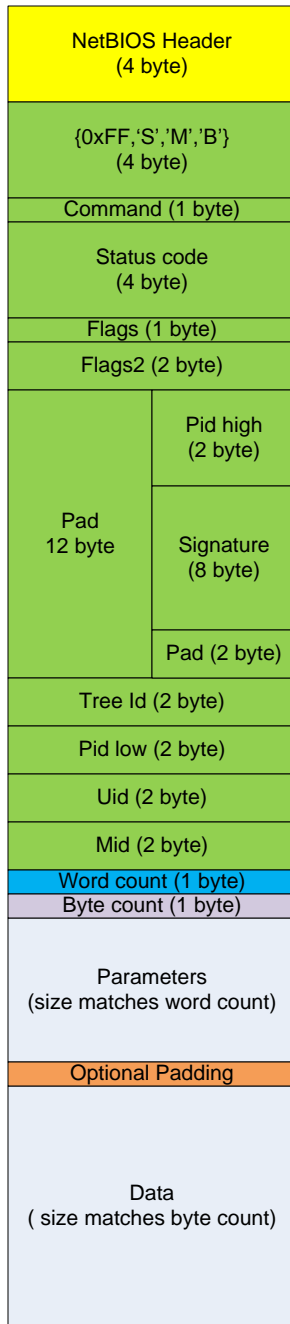 NetBIOS Header
(4 byte)
{0xFF,‘S’,’M’,’B’}
(4 byte)
Command (1 byte)
Status code
(4 byte)
Flags (1 byte)
Flags2 (2 byte)
Pad
12 byte
Pid high
(2 byte)
Signature
(8 byte)
Pad (2 byte)
Tree Id (2 byte)
Pid low (2 byte)
Uid (2 byte)
Mid (2 byte)
Word count (1 byte)
Byte count (1 byte)
Parameters
(size matches word count)
Optional Padding
Data
( size matches byte count)